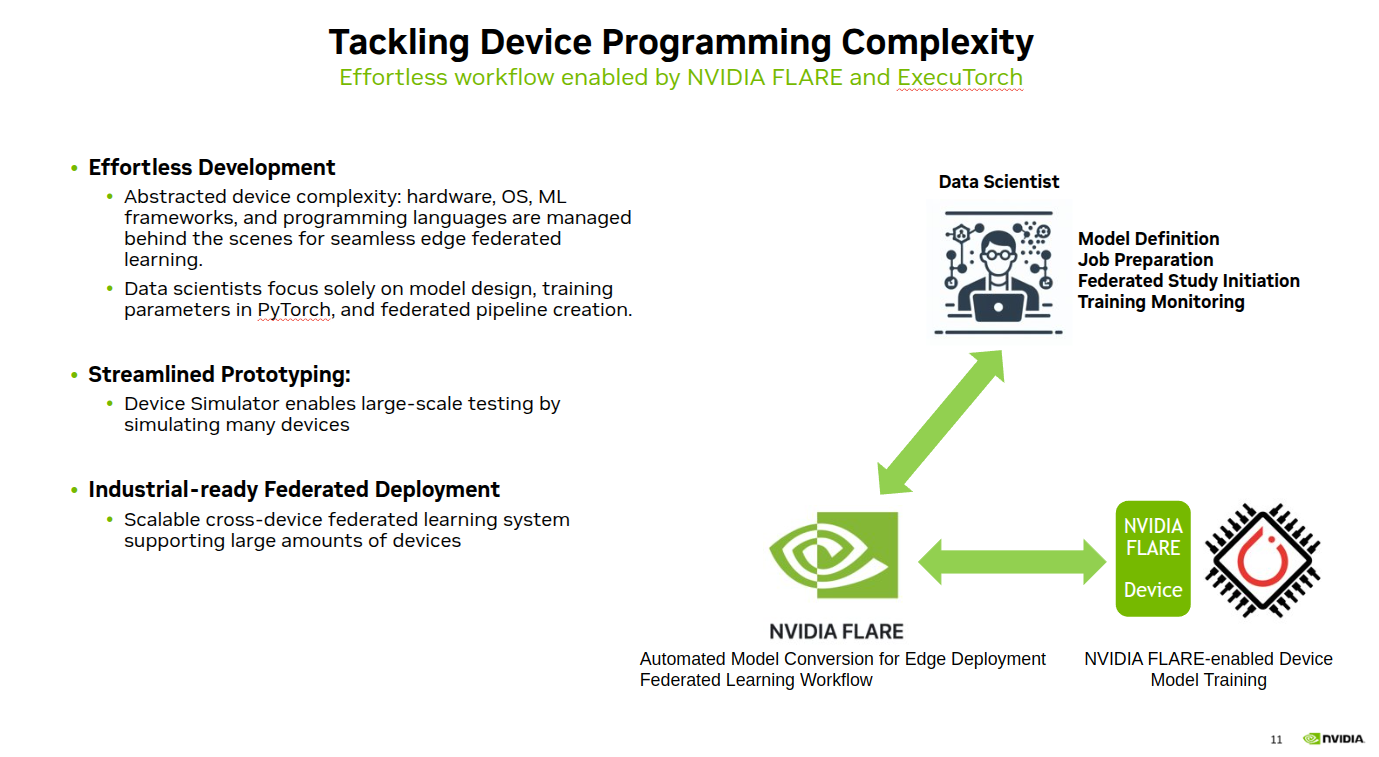 Tackling Device Programming Complexity
Effortless workflow enabled by NVIDIA FLARE and ExecuTorch
• Effortless Development
• Abstracted device complexity: hardware, OS, ML
frameworks, and programming languages are managed
behind the scenes for seamless edge federated
learning.
• Data scientists focus solely on model design, training
parameters in PyTorch, and federated pipeline creation.
• Streamlined Prototyping:
• Device Simulator enables large-scale testing by
simulating many devices
• Industrial-ready Federated Deployment
• Scalable cross-device federated learning system
supporting large amounts of devices
Data Scientist
Model Definition
Job Preparation
Federated Study Initiation
Training Monitoring
NVIDIA FLARE
Automated Model Conversion for Edge Deployment
Federated Learning Workflow
NVIDIA
FLARE
Device
NVIDIA FLARE-enabled Device
Model Training
11
NVIDIA.